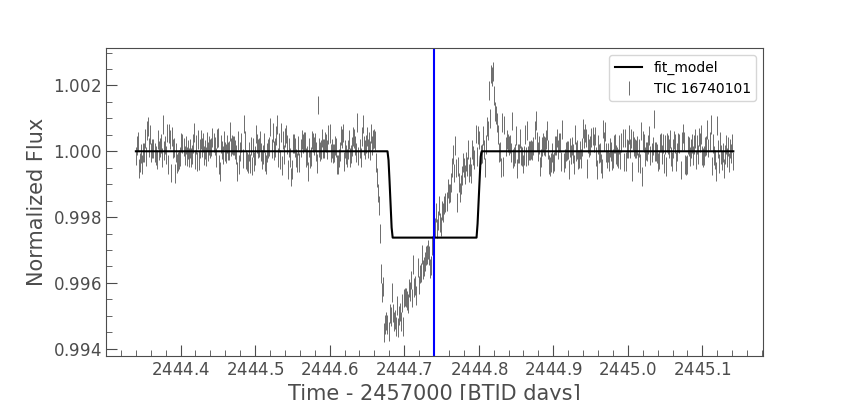 fit_model
TIC 16740101
Normalized Flux
1.002
1.000
0.998
0.996
0.994
2444.4 2444.5 2444.6 2444.7 2444.8 2444.9 2445.0 2445.1
Time - 2457000 [BTJD days]